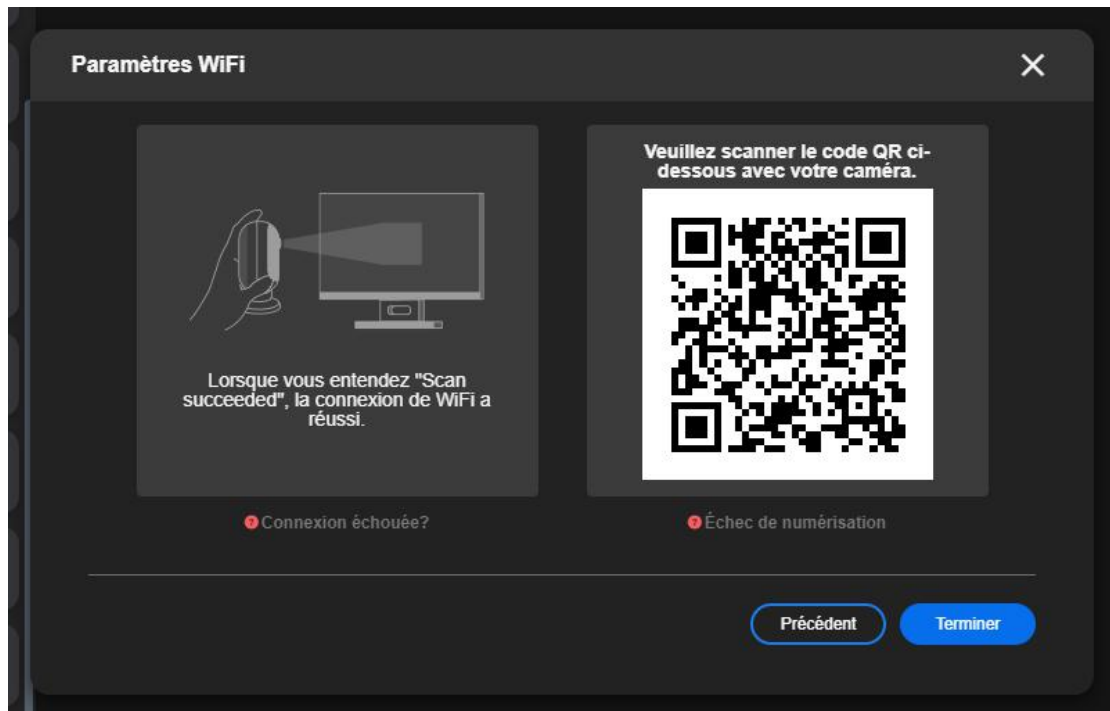 Paramètres WiFi
Veuillez scanner le code QR ci-
dessous avec votre caméra.
Lorsque vous entendez "Scan
succeeded", la connexion de WiFi a
réussi.
Connexion échouée?
Échec de numérisation
Précédent
Terminer